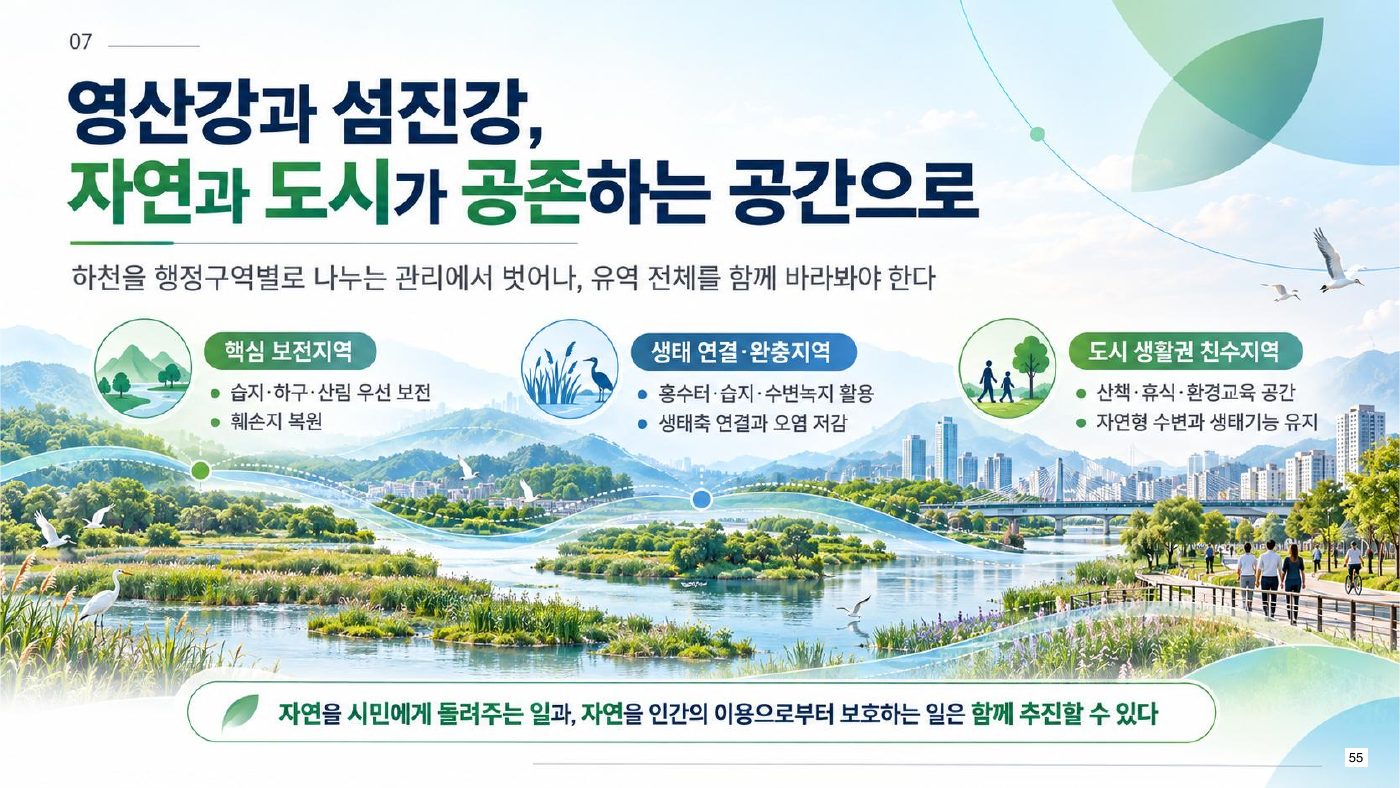 07
영산강과 섬진강,
자연과 도시가 공존하는 공간으로
하천을 행정구역별로 나누는 관리에서 벗어나, 유역 전체를 함께 바라봐야 한다
핵심 보전지역
• 습지·하구·산림 우선 보전
• 훼손지 복원
생태 연결·완충지역
• 홍수터·습지·수변녹지 활용
• 생태축 연결과 오염 저감
도시 생활권 친수지역
• 산책·휴식·환경교육 공간
• 자연형 수변과 생태기능 유지
자연을 시민에게 돌려주는 일과, 자연을 인간의 이용으로부터 보호하는 일은 함께 추진할 수 있다
55